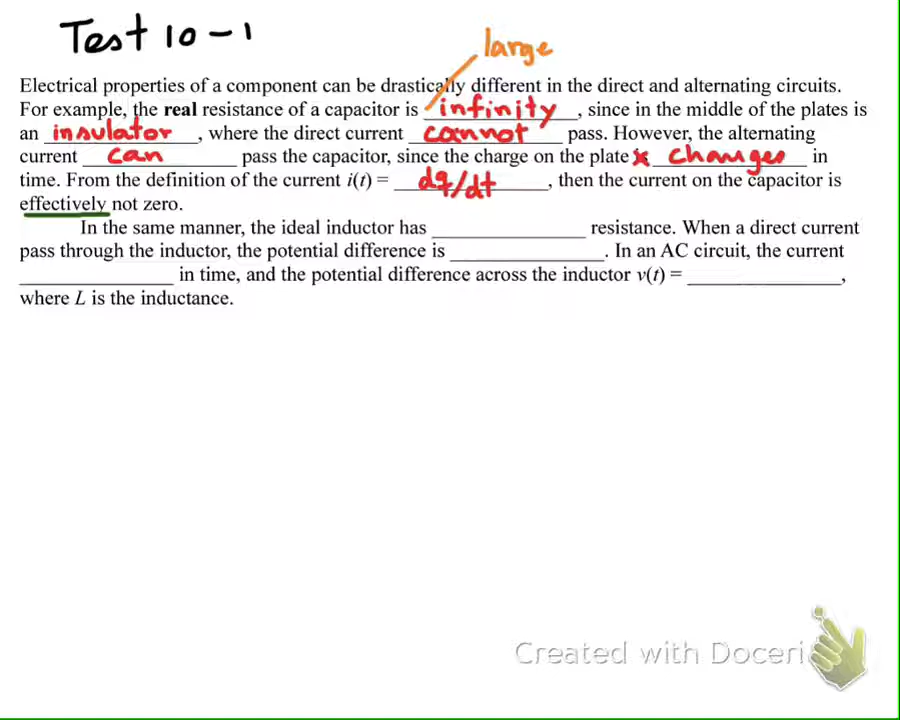 Test 10-1
large
Electrical properties of a component can be drastically different in the direct and alternating circuits.
For example, the real resistance of a capacitor is infinity, since in the middle of the plates is
an insulator, where the direct current cannot pass. However, the alternating
current can pass the capacitor, since the charge on the plate changes in
time. From the definition of the current i(t) = dq/dt, then the current on the capacitor is
effectively not zero.
In the same manner, the ideal inductor has _______________ resistance. When a direct current
pass through the inductor, the potential difference is _______________. In an AC circuit, the current
_______________ in time, and the potential difference across the inductor v(t) = _______________,
where L is the inductance.
Created with Doceri